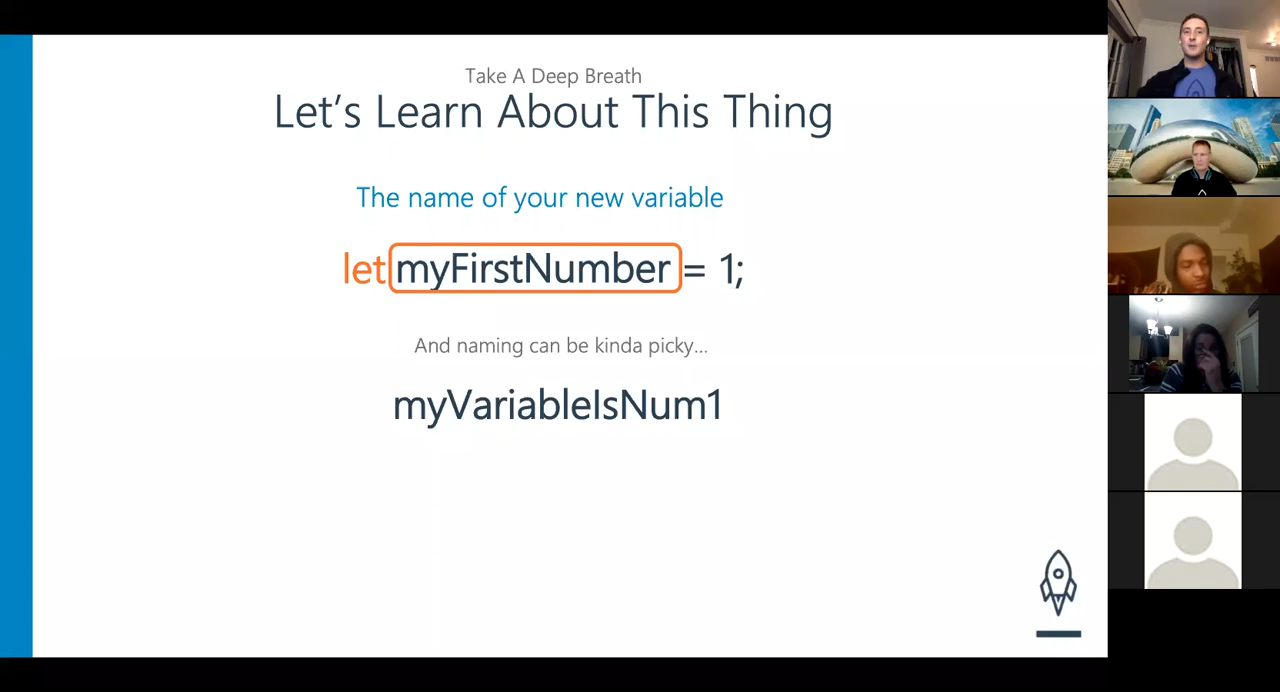 Take A Deep Breath
Let's Learn About This Thing
The name of your new variable
let myFirstNumber = 1;
And naming can be kinda picky...
myVariableIsNum1